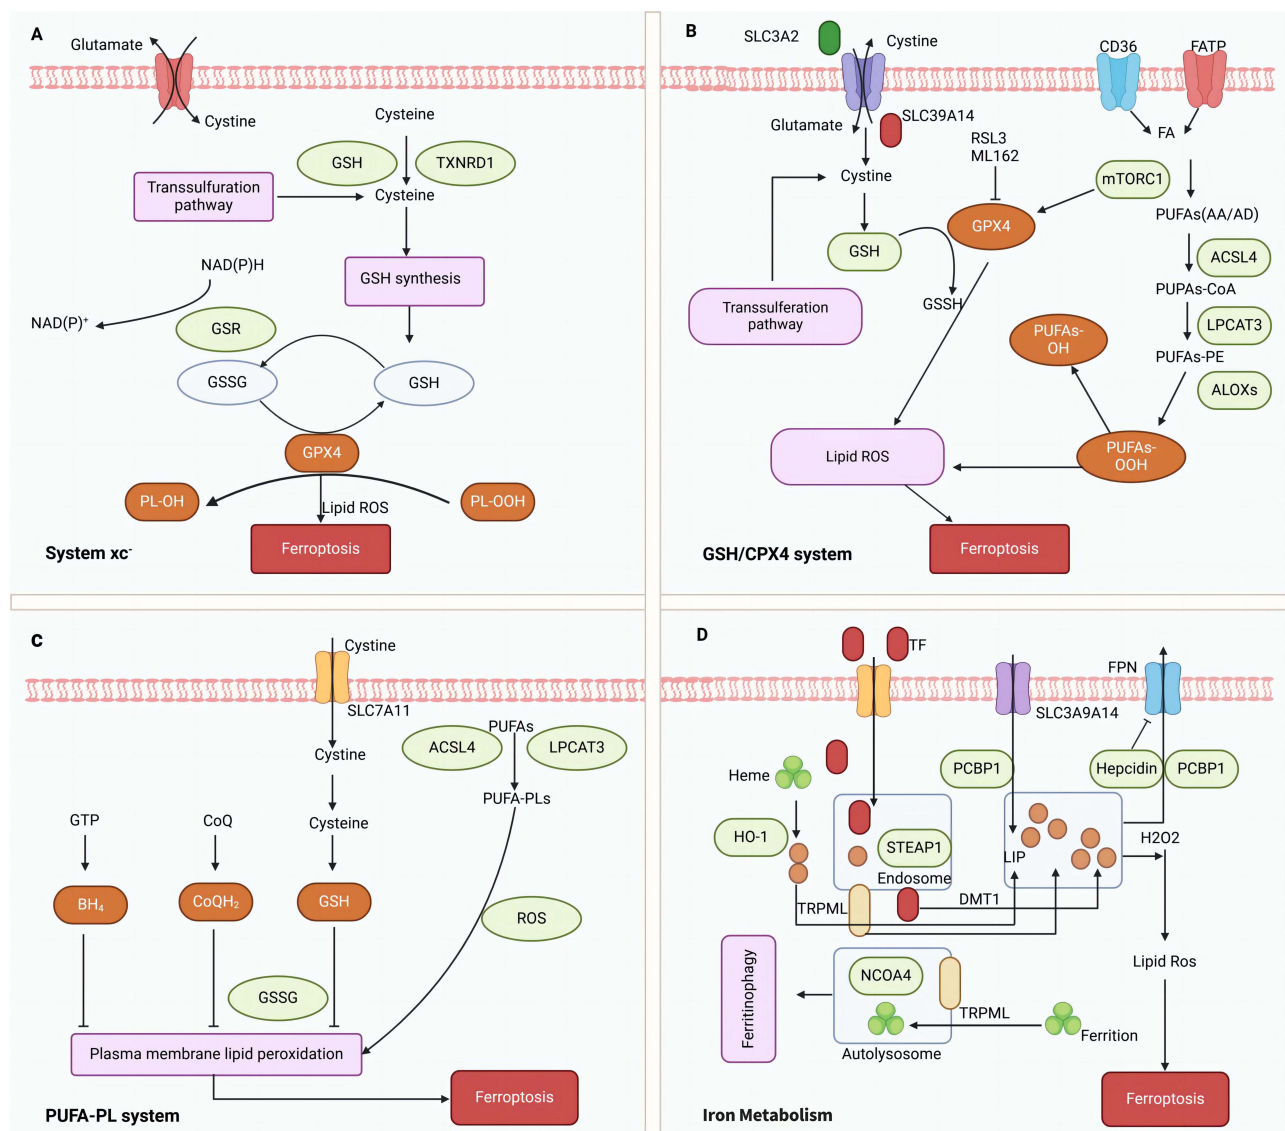 A
Glutamate
Cystine
Cysteine
GSH
TXNRD1
Transsulfuration
pathway
Cysteine
NAD(P)H
GSH synthesis
NAD(P)⁺
GSR
GSSG
GSH
GPX4
PL-OH
Lipid ROS
PL-OOH
Ferroptosis
System xc⁻
B
SLC3A2
Cystine
CD36
FATP
Glutamate
SLC39A14
FA
RSL3
ML162
Cystine
mTORC1
GPX4
PUFAs(AA/AD)
GSH
ACSL4
PUPAs-CoA
GSSH
Transsulferation
pathway
LPCAT3
PUFAs-
OH
PUFAs-PE
ALOXs
Lipid ROS
PUFAs-
OOH
Ferroptosis
GSH/CPX4 system
C
Cystine
SLC7A11
PUFAs
ACSL4
LPCAT3
Cystine
PUFA-PLs
GTP
CoQ
Cysteine
BH₄
CoQH₂
GSH
ROS
GSSG
Plasma membrane lipid peroxidation
Ferroptosis
PUFA-PL system
D
TF
FPN
SLC3A9A14
Heme
PCBP1
Hepcidin
PCBP1
HO-1
STEAP1
LIP
H2O2
Endosome
TRPML
DMT1
Lipid Ros
Ferritinophagy
NCOA4
TRPML
Ferrition
Autolysosome
Ferroptosis
Iron Metabolism